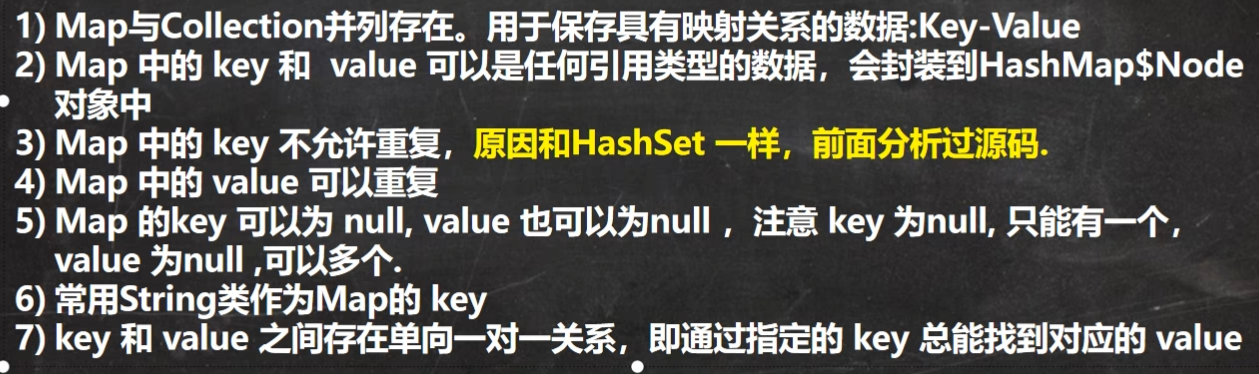 1) Map与Collection并列存在。用于保存具有映射关系的数据:Key-Value
2) Map 中的 key 和 value 可以是任何引用类型的数据，会封装到HashMap$Node
对象中
3) Map 中的 key 不允许重复，原因和HashSet 一样，前面分析过源码.
4) Map 中的 value 可以重复
5) Map 的key 可以为 null, value 也可以为null ，注意 key 为null, 只能有一个，
value 为null ,可以多个.
6) 常用String类作为Map的 key
7) key 和 value 之间存在单向一对一关系，即通过指定的 key 总能找到对应的 value